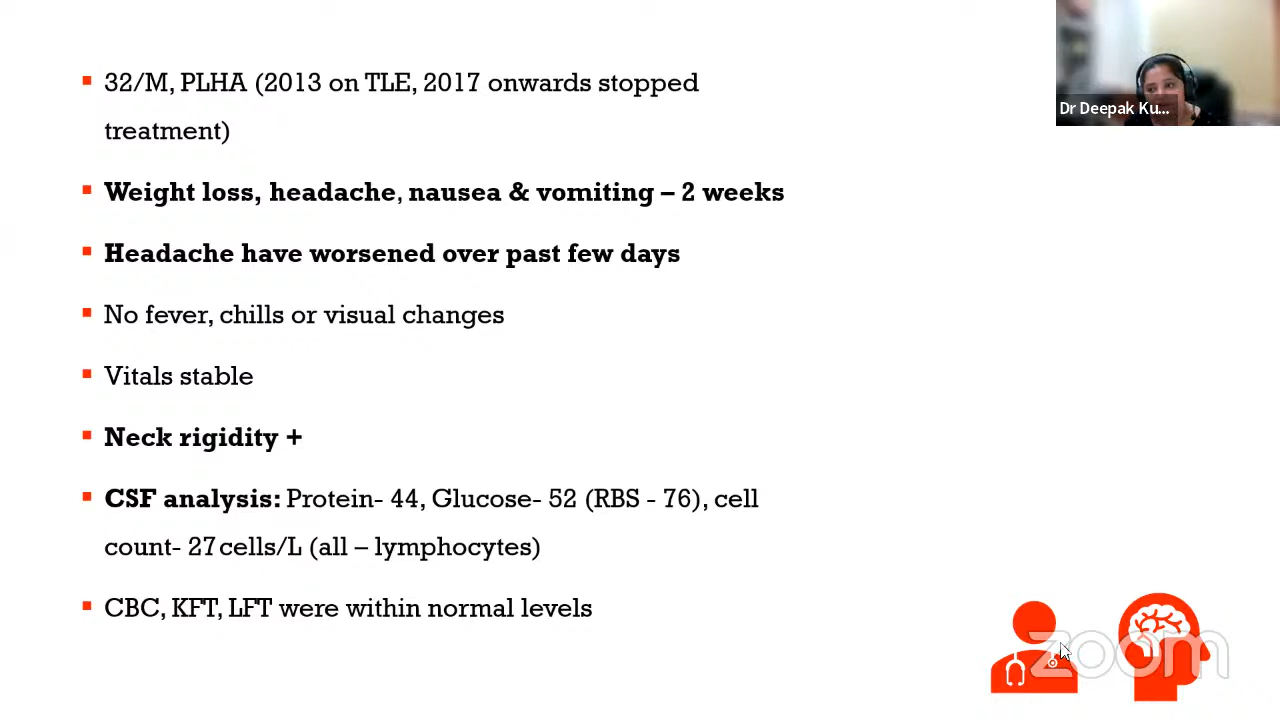 32/M, PLHA (2013 on TLE, 2017 onwards stopped
treatment)
Weight loss, headache, nausea & vomiting – 2 weeks
Headache have worsened over past few days
No fever, chills or visual changes
Vitals stable
Neck rigidity +
CSF analysis: Protein- 44, Glucose- 52 (RBS - 76), cell
count- 27cells/L (all – lymphocytes)
CBC, KFT, LFT were within normal levels
Dr Deepak Ku...
zoom